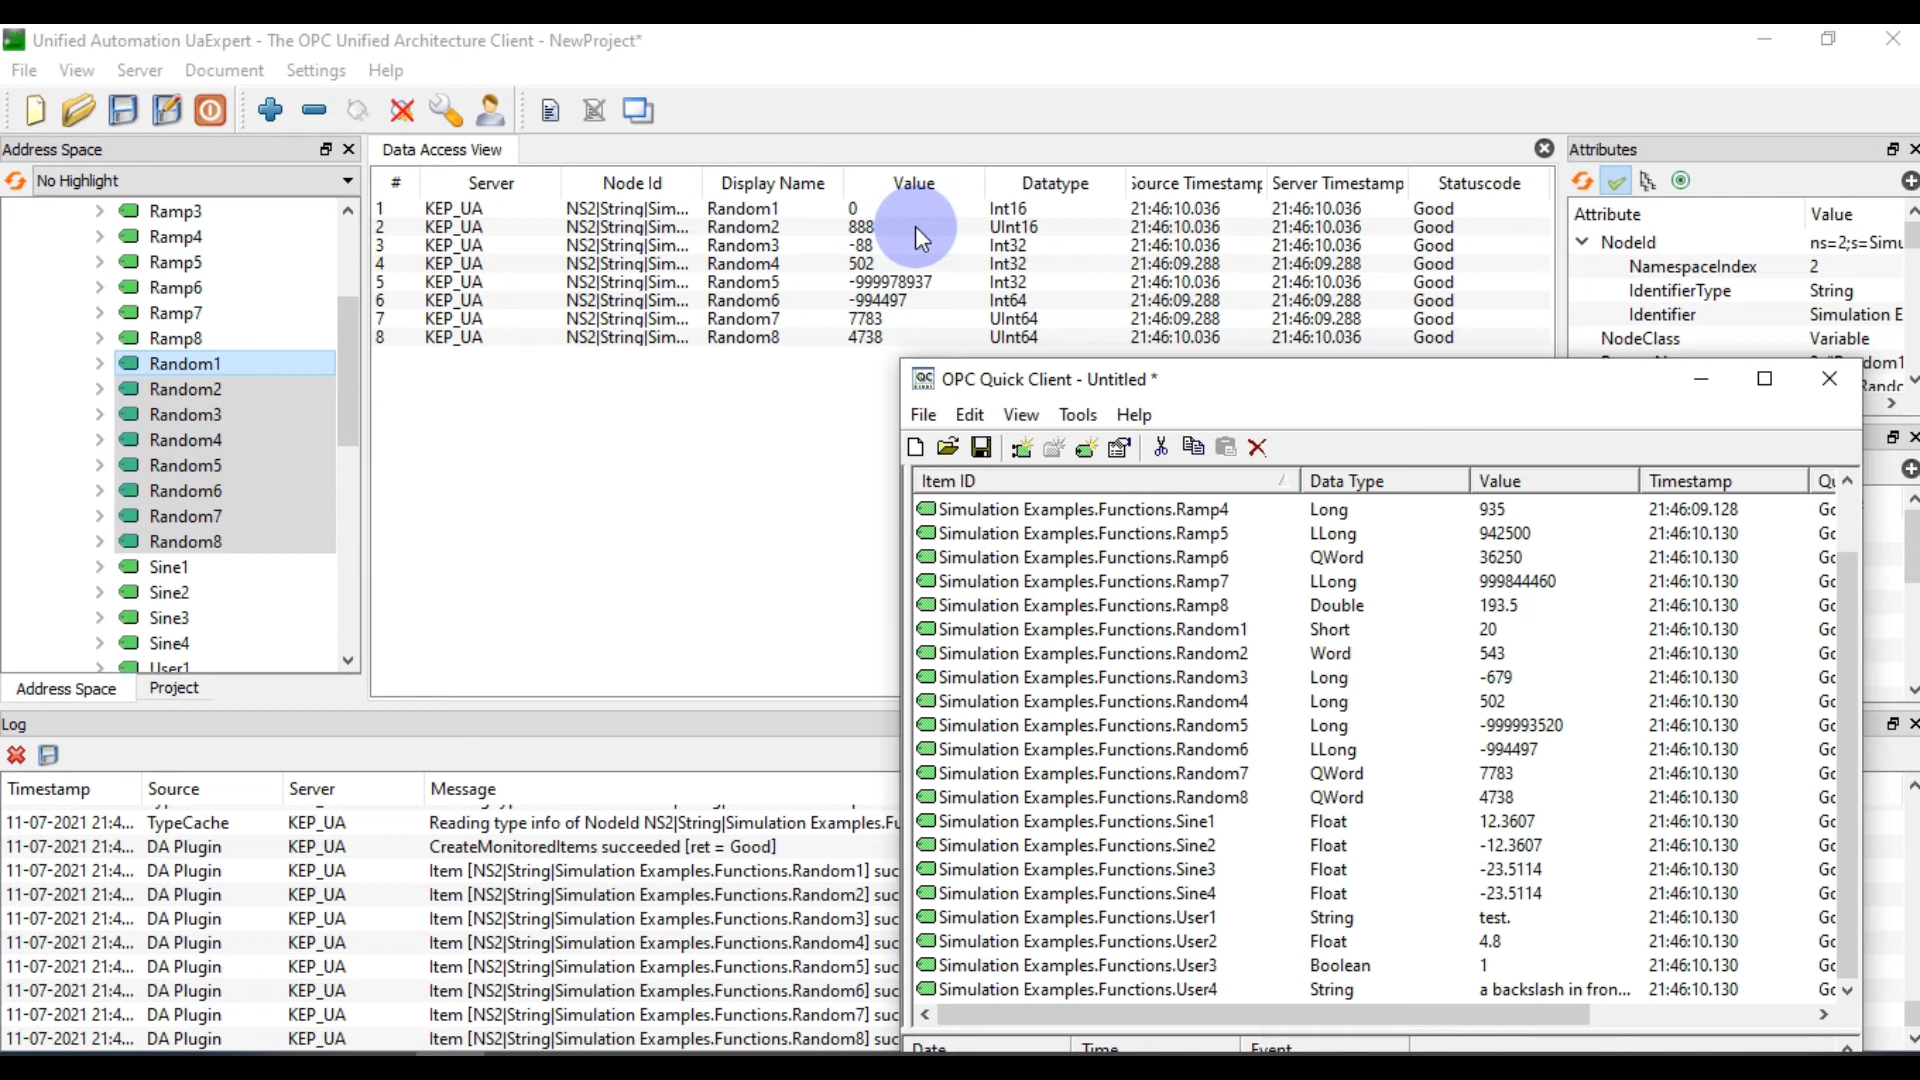 Unified Automation UaExpert - The OPC Unified Architecture Client - NewProject*
File View Server Document Settings Help
Address Space
No Highlight
Ramp3
Ramp4
Ramp5
Ramp6
Ramp7
Ramp8
Random1
Random2
Random3
Random4
Random5
Random6
Random7
Random8
Sine1
Sine2
Sine3
Sine4
User1
Address Space Project
Data Access View
# Server Node Id Display Name Value Datatype Source Timestamp Server Timestamp Statuscode
1 KEP_UA NS2|String|Sim... Random1 0 Int16 21:46:10.036 21:46:10.036 Good
2 KEP_UA NS2|String|Sim... Random2 888 UInt16 21:46:10.036 21:46:10.036 Good
3 KEP_UA NS2|String|Sim... Random3 -88 Int32 21:46:10.036 21:46:10.036 Good
4 KEP_UA NS2|String|Sim... Random4 502 Int32 21:46:09.288 21:46:09.288 Good
5 KEP_UA NS2|String|Sim... Random5 -999978937 Int32 21:46:10.036 21:46:10.036 Good
6 KEP_UA NS2|String|Sim... Random6 -994497 Int64 21:46:09.288 21:46:09.288 Good
7 KEP_UA NS2|String|Sim... Random7 7783 UInt64 21:46:09.288 21:46:09.288 Good
8 KEP_UA NS2|String|Sim... Random8 4738 UInt64 21:46:10.036 21:46:10.036 Good
Attributes
Attribute Value
NodeId ns=2;s=Simu
NamespaceIndex 2
IdentifierType String
Identifier Simulation E
NodeClass Variable
OPC Quick Client - Untitled *
File Edit View Tools Help
Item ID Data Type Value Timestamp Qu
Simulation Examples.Functions.Ramp4 Long 935 21:46:09.128 Go
Simulation Examples.Functions.Ramp5 LLong 942500 21:46:10.130 Go
Simulation Examples.Functions.Ramp6 QWord 36250 21:46:10.130 Go
Simulation Examples.Functions.Ramp7 LLong 999844460 21:46:10.130 Go
Simulation Examples.Functions.Ramp8 Double 193.5 21:46:10.130 Go
Simulation Examples.Functions.Random1 Short 20 21:46:10.130 Go
Simulation Examples.Functions.Random2 Word 543 21:46:10.130 Go
Simulation Examples.Functions.Random3 Long -679 21:46:10.130 Go
Simulation Examples.Functions.Random4 Long 502 21:46:10.130 Go
Simulation Examples.Functions.Random5 Long -999993520 21:46:10.130 Go
Simulation Examples.Functions.Random6 LLong -994497 21:46:10.130 Go
Simulation Examples.Functions.Random7 QWord 7783 21:46:10.130 Go
Simulation Examples.Functions.Random8 QWord 4738 21:46:10.130 Go
Simulation Examples.Functions.Sine1 Float 12.3607 21:46:10.130 Go
Simulation Examples.Functions.Sine2 Float -12.3607 21:46:10.130 Go
Simulation Examples.Functions.Sine3 Float -23.5114 21:46:10.130 Go
Simulation Examples.Functions.Sine4 Float -23.5114 21:46:10.130 Go
Simulation Examples.Functions.User1 String test. 21:46:10.130 Go
Simulation Examples.Functions.User2 Float 4.8 21:46:10.130 Go
Simulation Examples.Functions.User3 Boolean 1 21:46:10.130 Go
Simulation Examples.Functions.User4 String a backslash in fron... 21:46:10.130 Go
Date Time Event
Log
Timestamp Source Server Message
11-07-2021 21:4... TypeCache KEP_UA Reading type info of NodeId NS2|String|Simulation Examples.Fu
11-07-2021 21:4... DA Plugin KEP_UA CreateMonitoredItems succeeded [ret = Good]
11-07-2021 21:4... DA Plugin KEP_UA Item [NS2|String|Simulation Examples.Functions.Random1] suc
11-07-2021 21:4... DA Plugin KEP_UA Item [NS2|String|Simulation Examples.Functions.Random2] suc
11-07-2021 21:4... DA Plugin KEP_UA Item [NS2|String|Simulation Examples.Functions.Random3] suc
11-07-2021 21:4... DA Plugin KEP_UA Item [NS2|String|Simulation Examples.Functions.Random4] suc
11-07-2021 21:4... DA Plugin KEP_UA Item [NS2|String|Simulation Examples.Functions.Random5] suc
11-07-2021 21:4... DA Plugin KEP_UA Item [NS2|String|Simulation Examples.Functions.Random6] suc
11-07-2021 21:4... DA Plugin KEP_UA Item [NS2|String|Simulation Examples.Functions.Random7] suc
11-07-2021 21:4... DA Plugin KEP_UA Item [NS2|String|Simulation Examples.Functions.Random8] suc